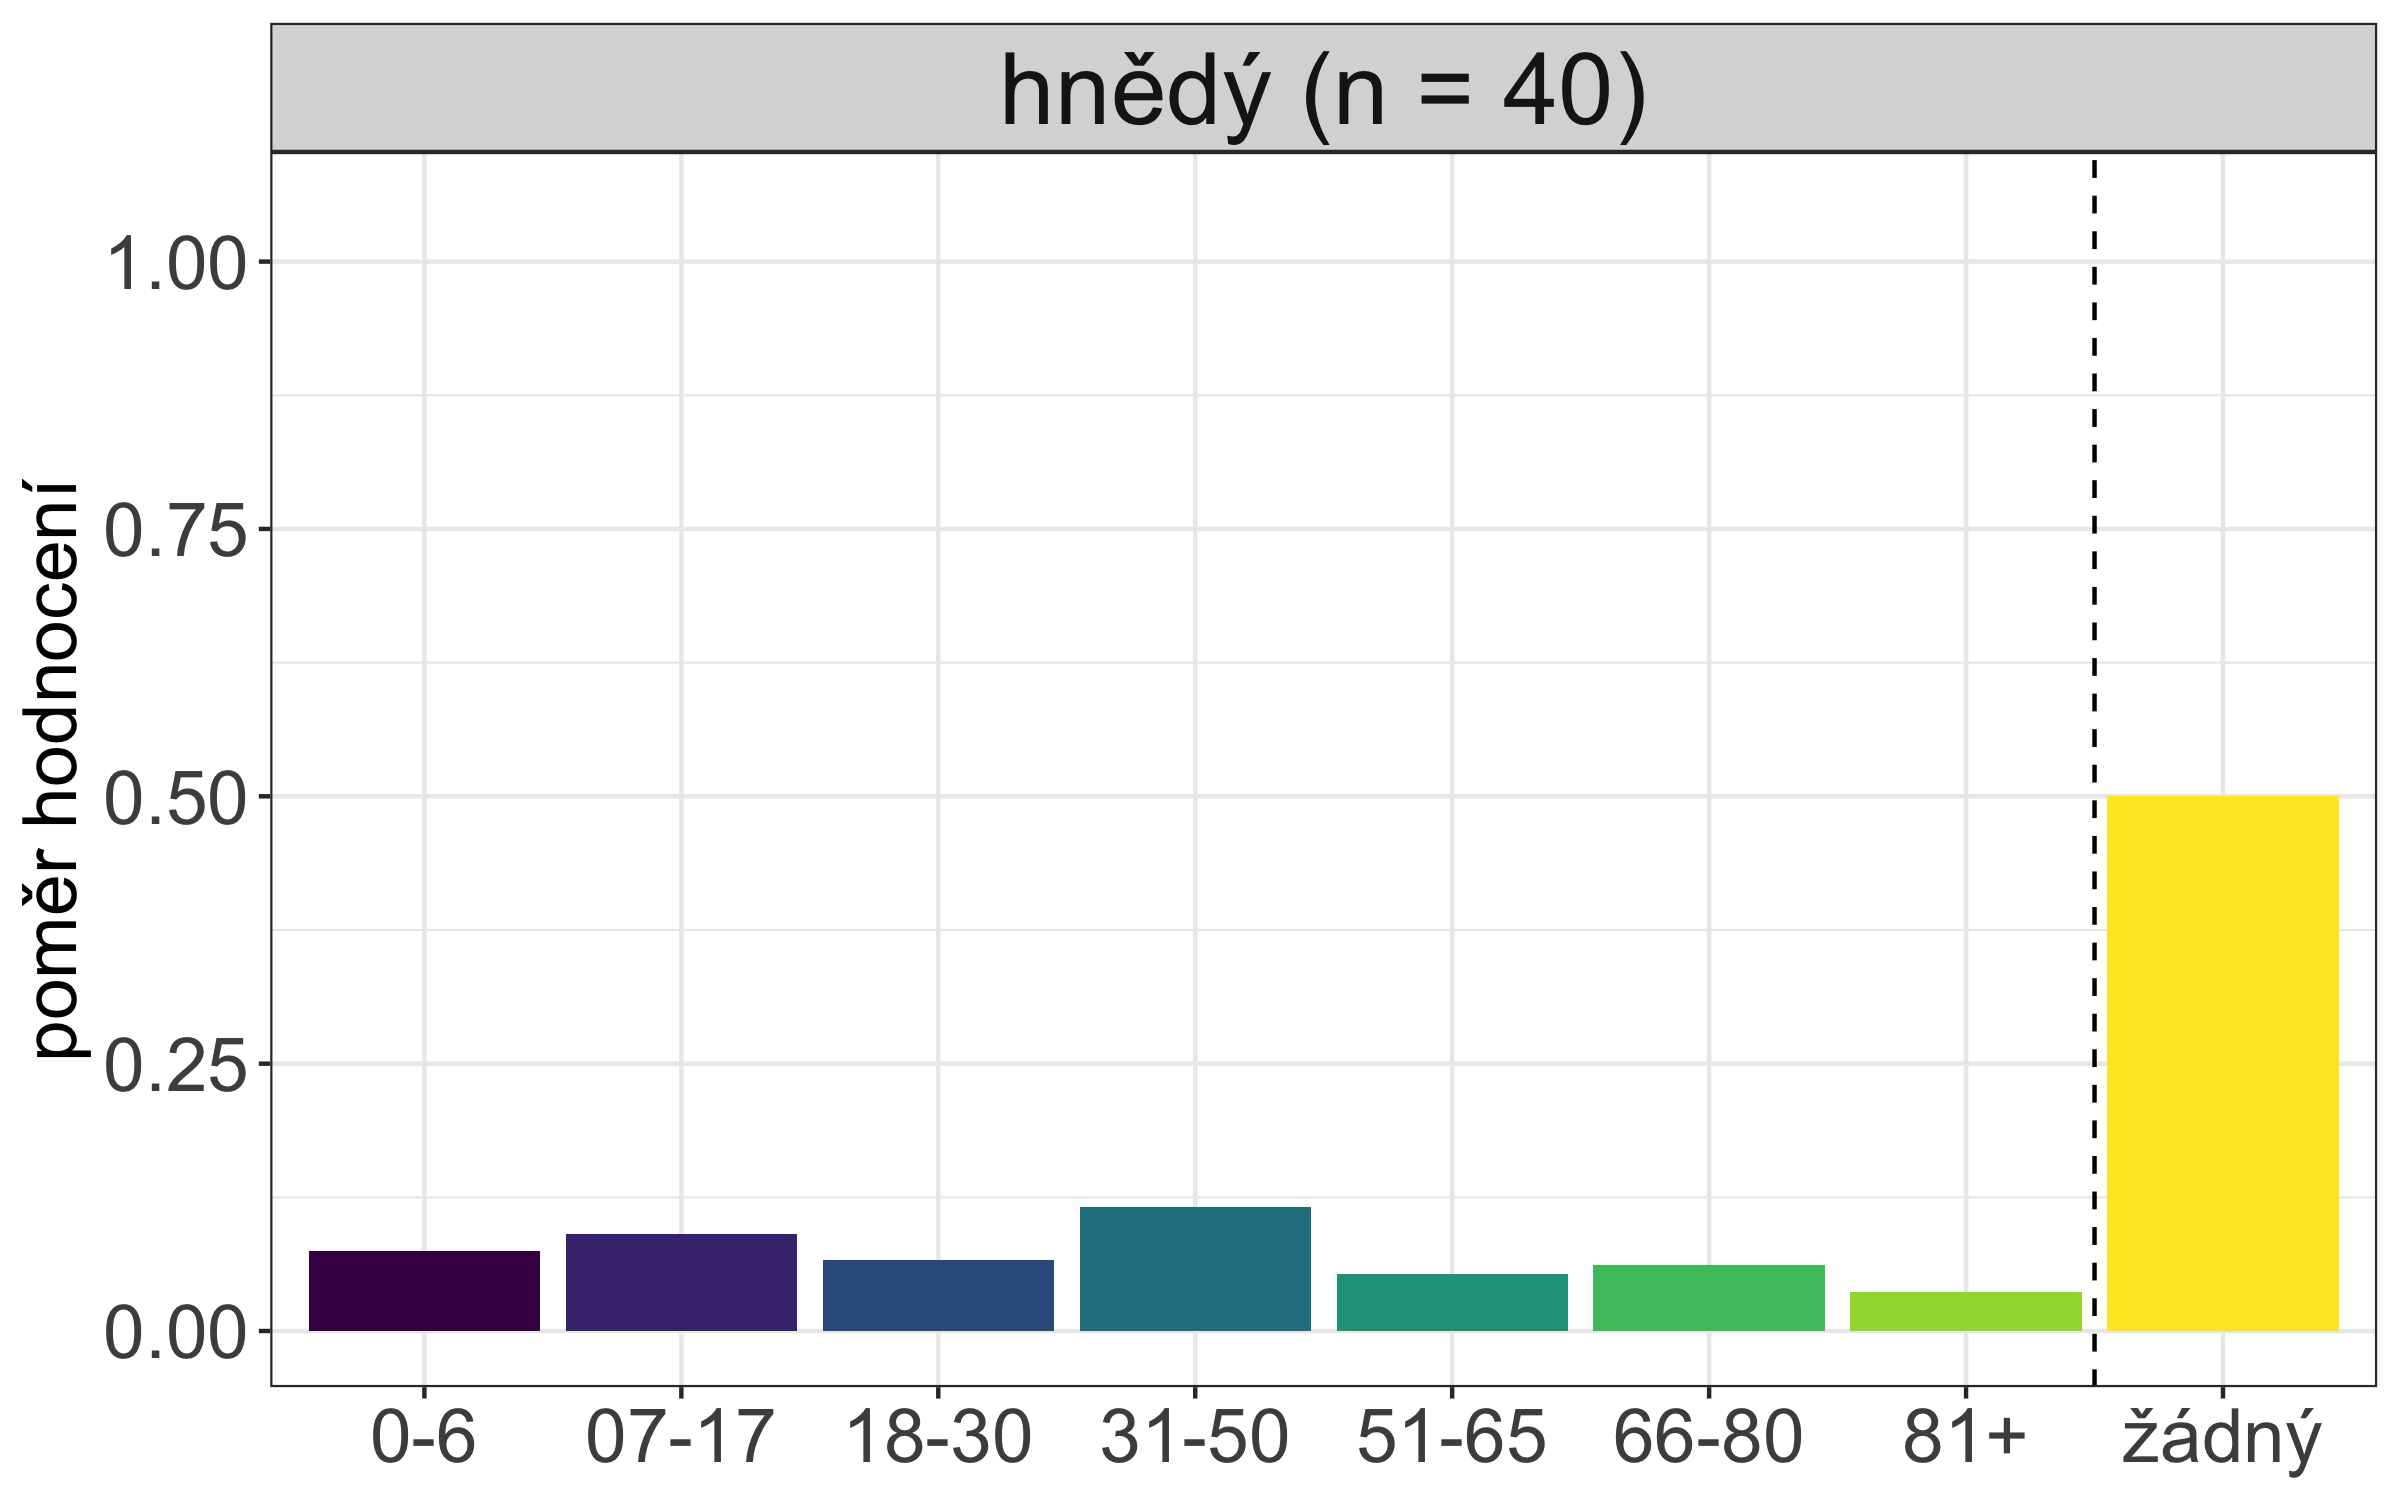 hnědý (n = 40)
poměr hodnocení
1.00
0.75
0.50
0.25
0.00
0-6 07-17 18-30 31-50 51-65 66-80 81+ žádný